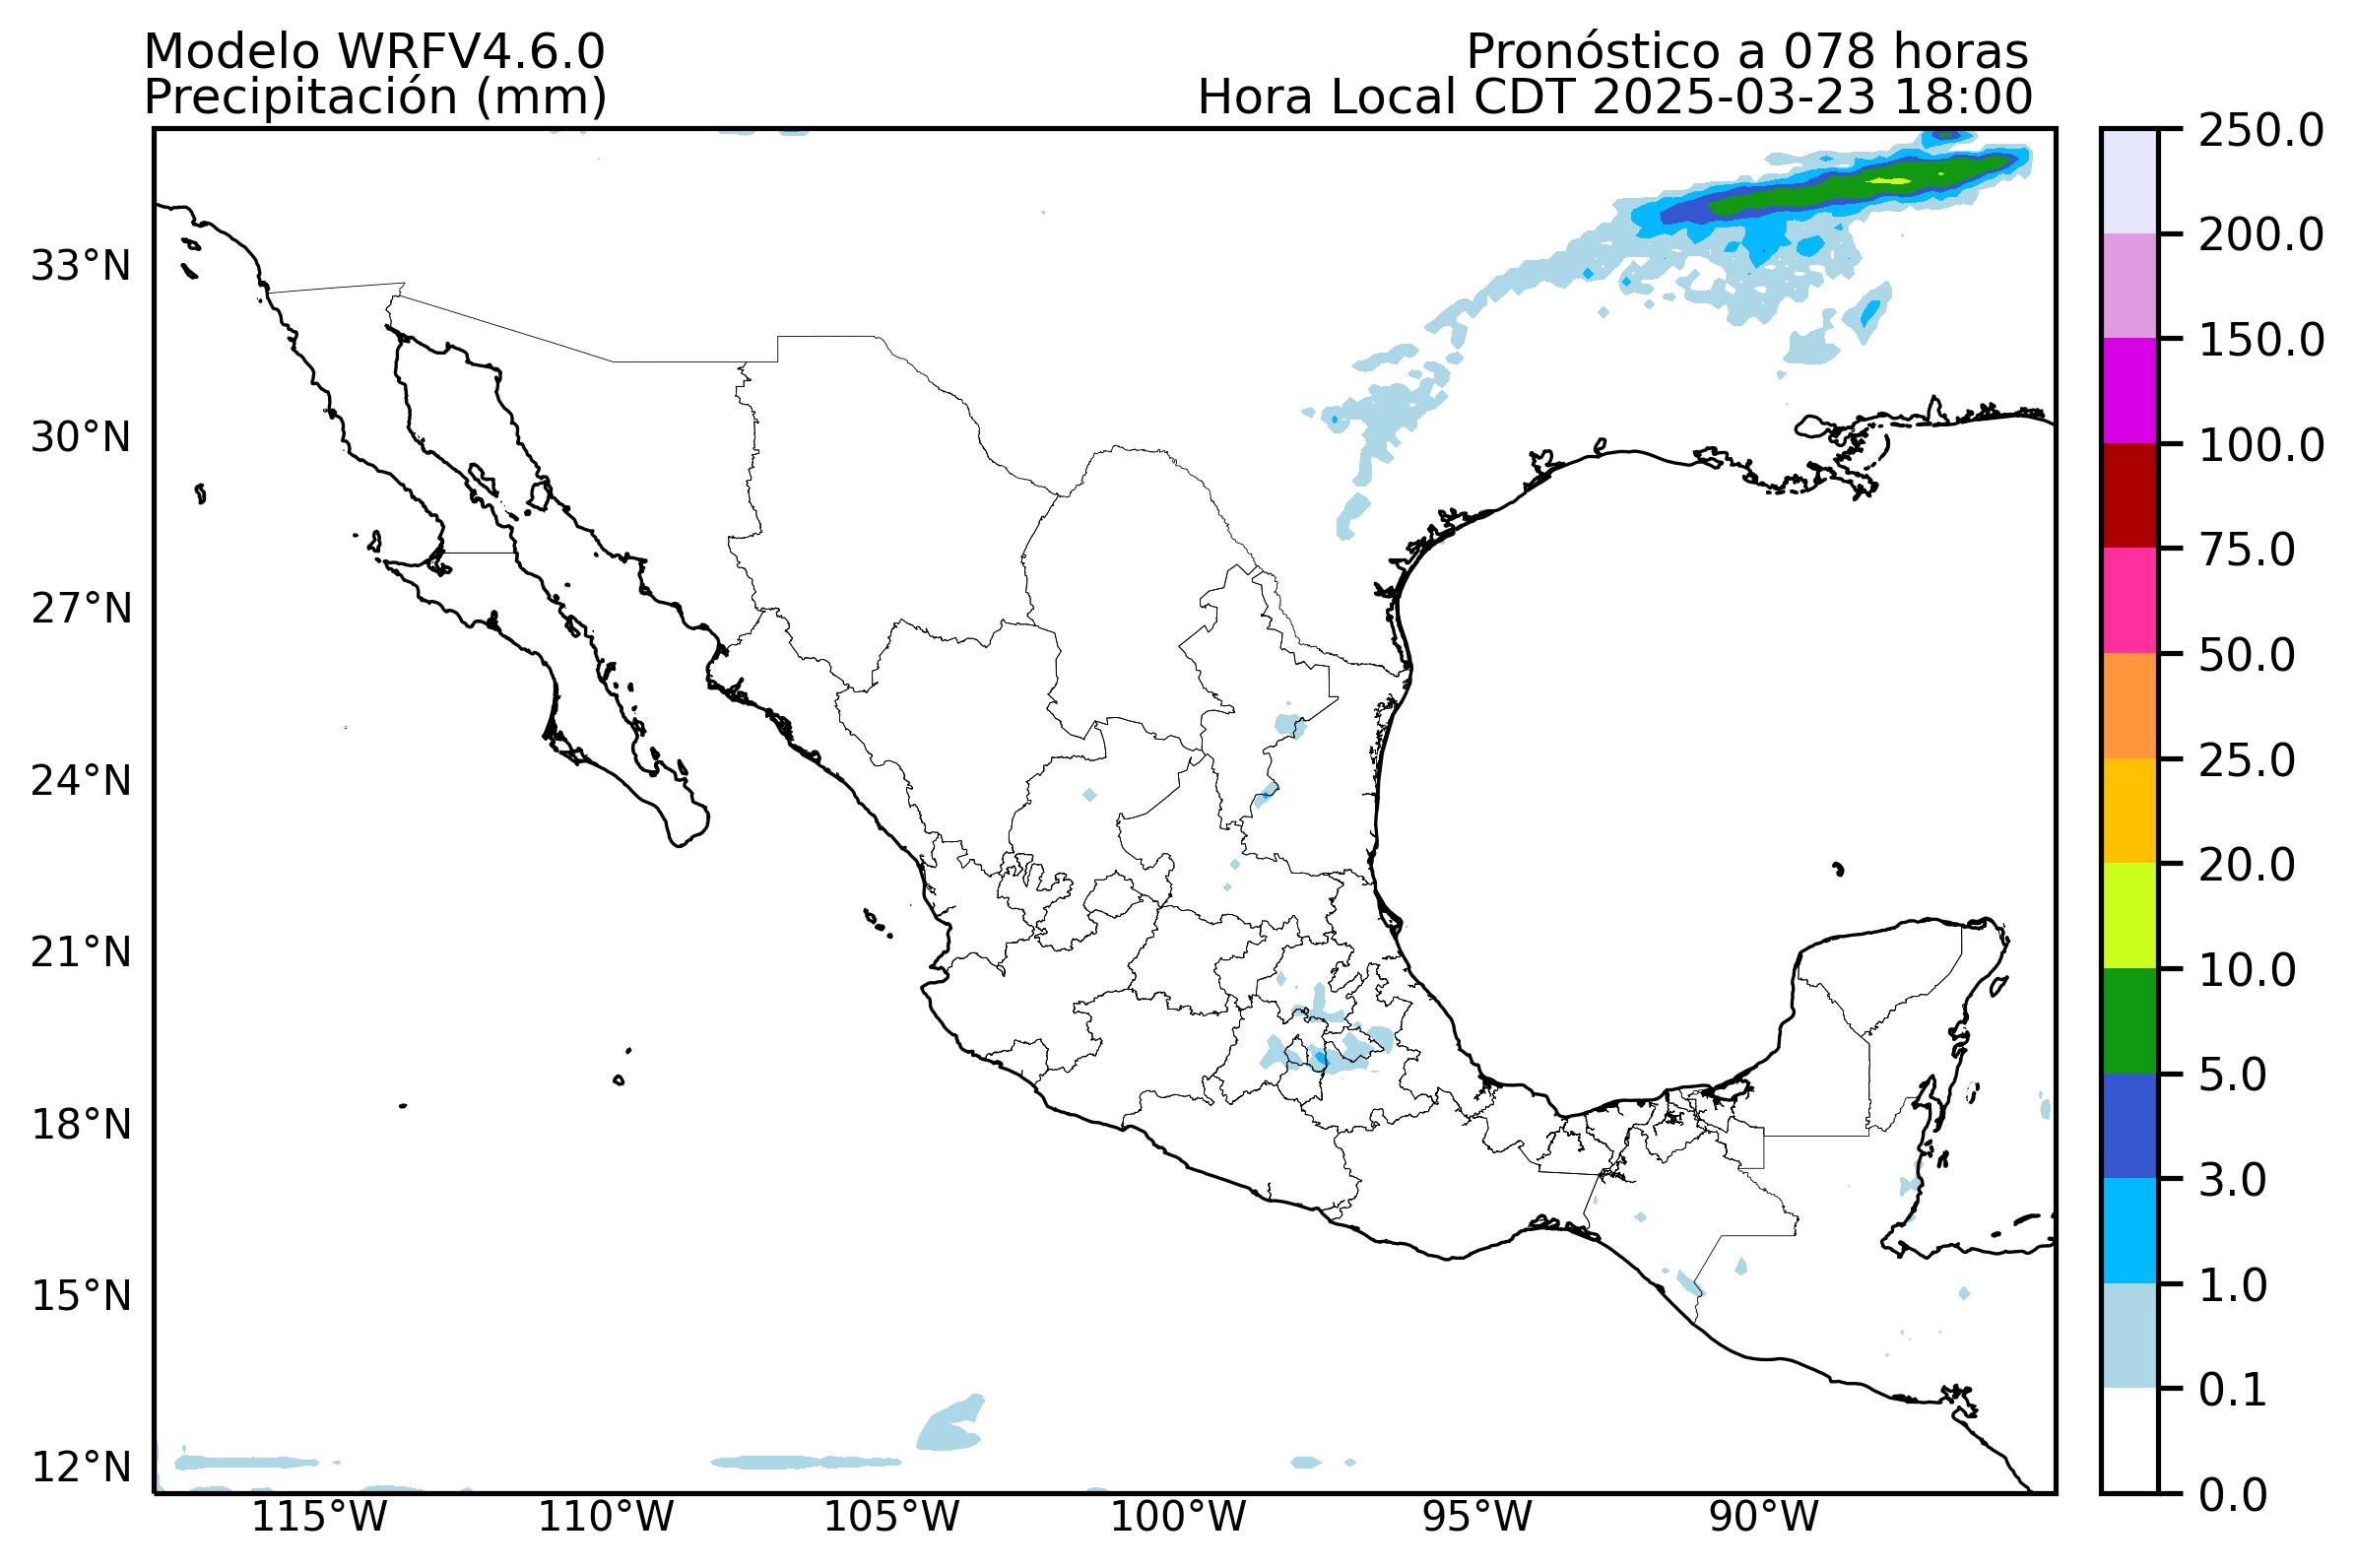 Modelo WRFV4.6.0
Precipitación (mm)
Pronóstico a 078 horas
Hora Local CDT 2025-03-23 18:00
33°N
30°N
27°N
24°N
21°N
18°N
15°N
12°N
115°W
110°W
105°W
100°W
95°W
90°W
250.0
200.0
150.0
100.0
75.0
50.0
25.0
20.0
10.0
5.0
3.0
1.0
0.1
0.0